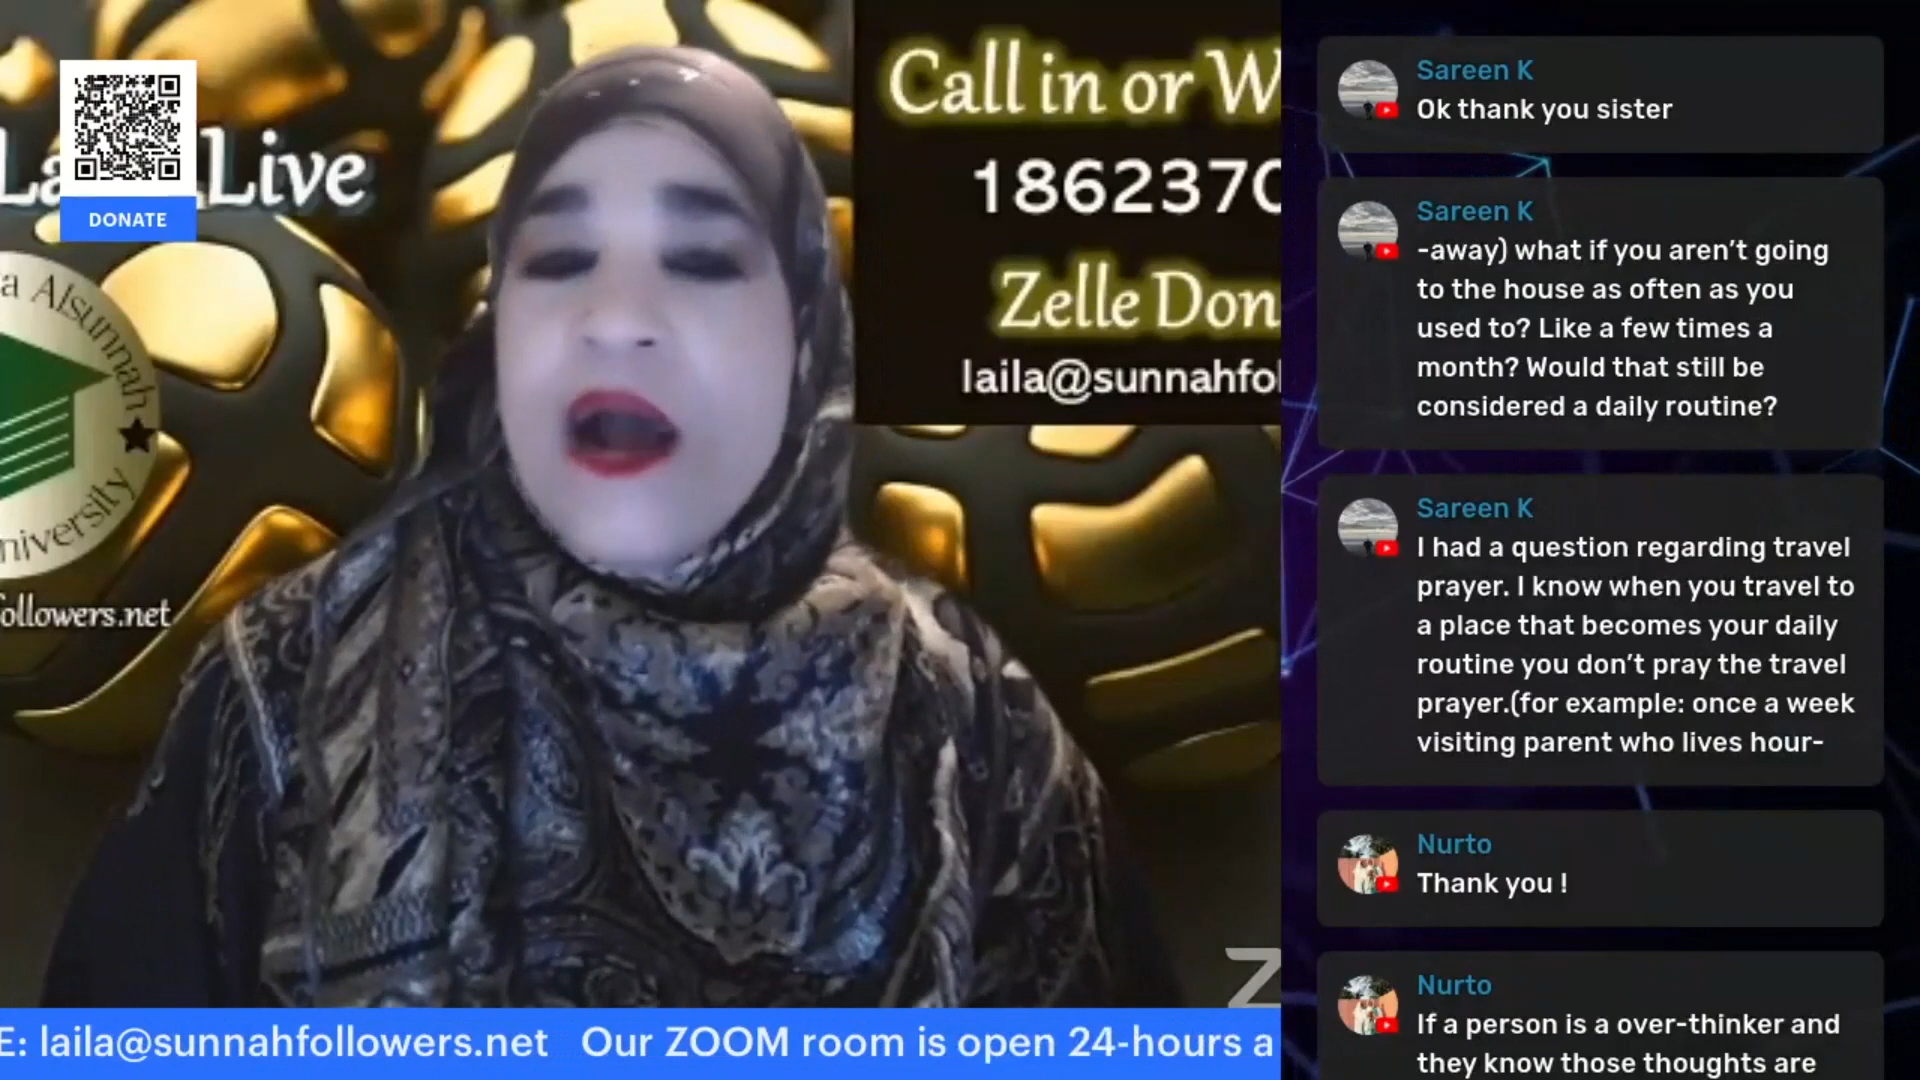 La Live
DONATE
a Alsunnah
niversity
ollowers.net
Call in or W
1862370
Zelle Don
laila@sunnahfol
Z
E: laila@sunnahfollowers.net Our ZOOM room is open 24-hours a
Sareen K
Ok thank you sister
Sareen K
-away) what if you aren’t going
to the house as often as you
used to? Like a few times a
month? Would that still be
considered a daily routine?
Sareen K
I had a question regarding travel
prayer. I know when you travel to
a place that becomes your daily
routine you don’t pray the travel
prayer.(for example: once a week
visiting parent who lives hour-
Nurto
Thank you !
Nurto
If a person is a over-thinker and
they know those thoughts are